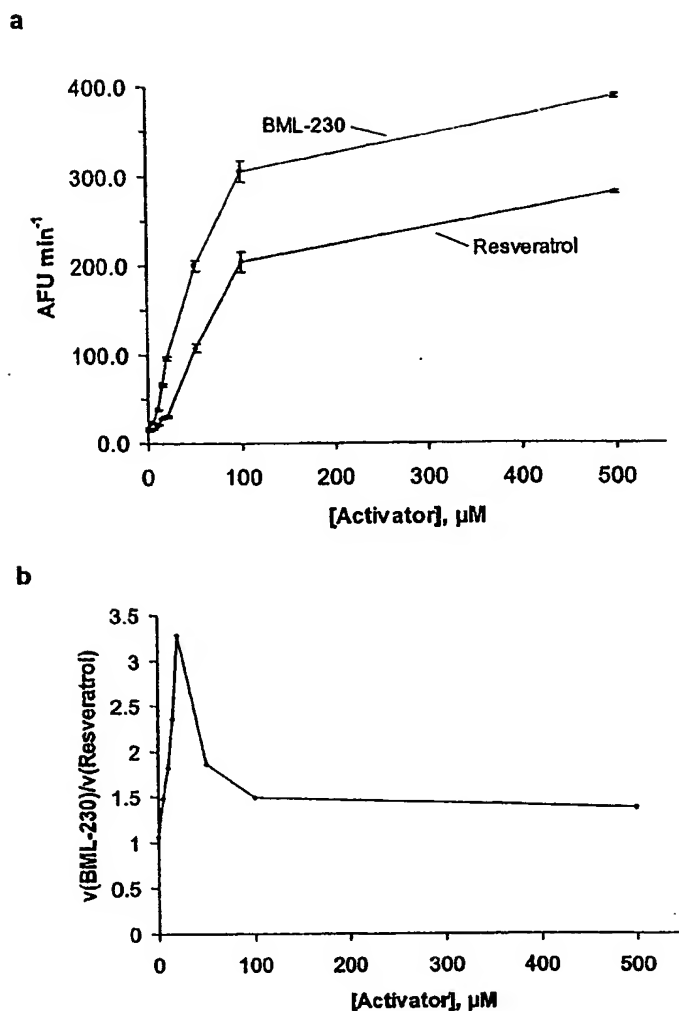 a
400.0
300.0
200.0
100.0
0.0
AFU min⁻¹
BML-230
Resveratrol
0 100 200 300 400 500
[Activator], µM
b
3.5
3
2.5
2
1.5
1
0.5
0
v(BML-230)/v(Resveratrol)
0 100 200 300 400 500
[Activator], µM